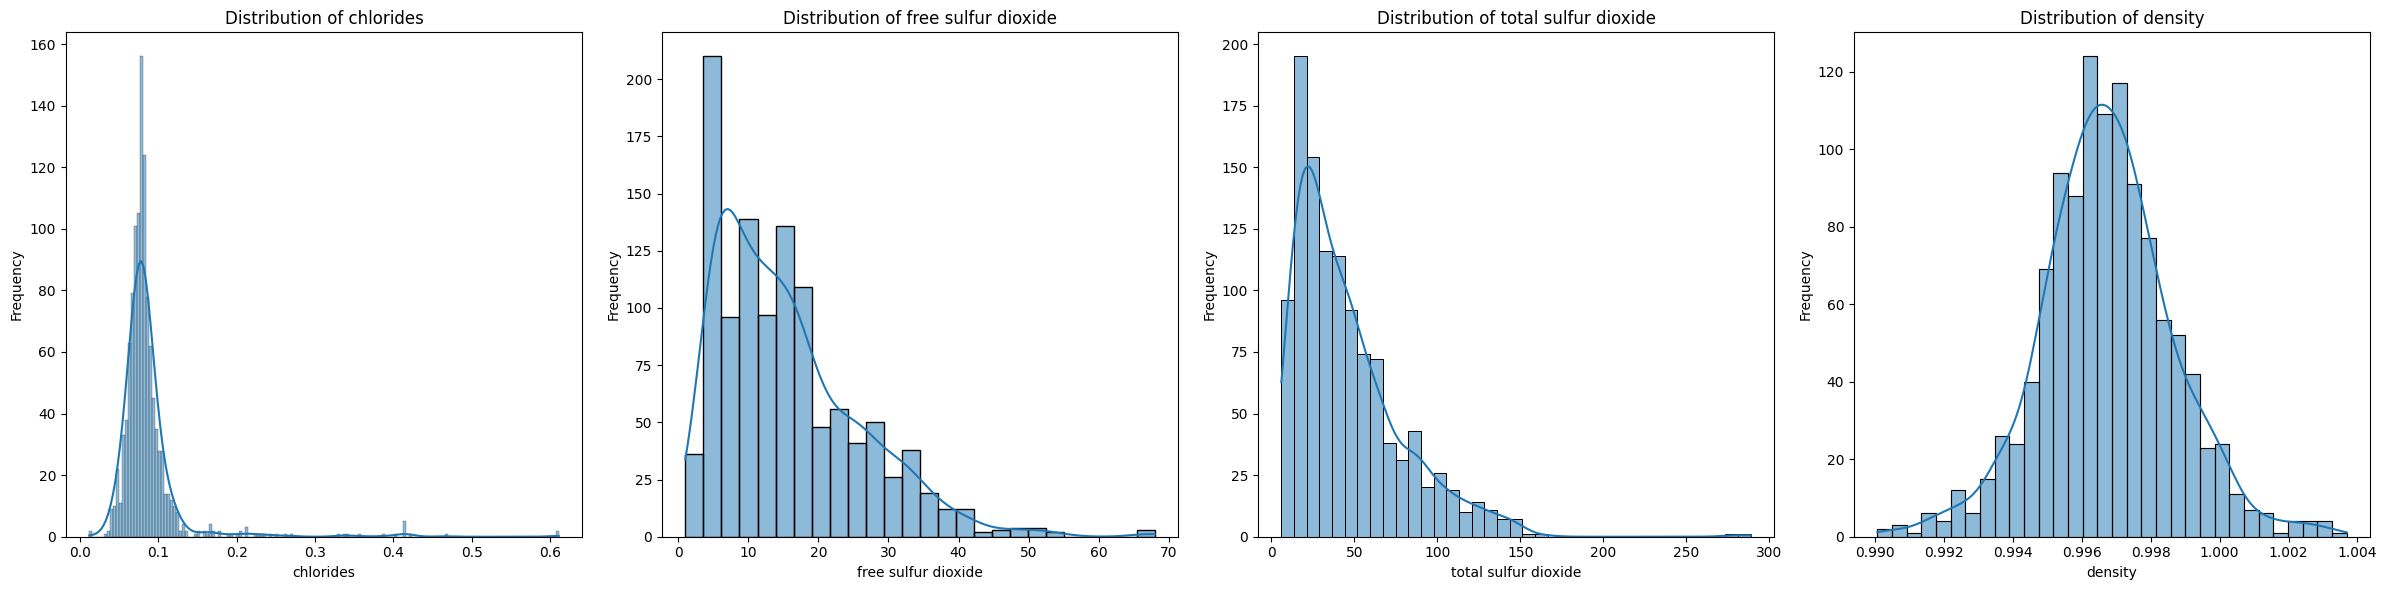 Distribution of chlorides
160
140
120
100
80
60
40
20
0
Frequency
0.0 0.1 0.2 0.3 0.4 0.5 0.6
chlorides
Distribution of free sulfur dioxide
200
175
150
125
100
75
50
25
0
Frequency
0 10 20 30 40 50 60 70
free sulfur dioxide
Distribution of total sulfur dioxide
200
175
150
125
100
75
50
25
0
Frequency
0 50 100 150 200 250 300
total sulfur dioxide
Distribution of density
120
100
80
60
40
20
0
Frequency
0.990 0.992 0.994 0.996 0.998 1.000 1.002 1.004
density